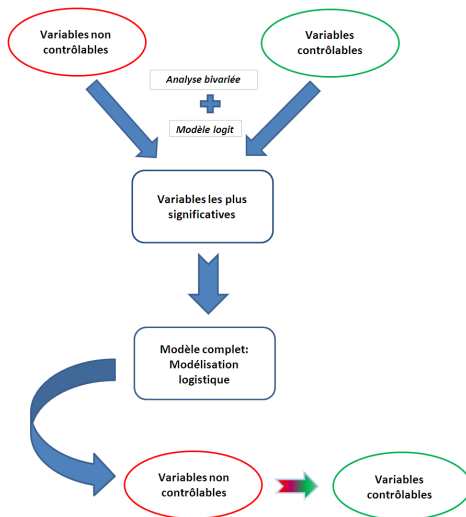 Variables non
contrôlables
Variables
contrôlables
Analyse bivariée
Modèle logit
Variables les plus
significatives
Modèle complet:
Modélisation
logistique
Variables non
contrôlables
Variables
contrôlables